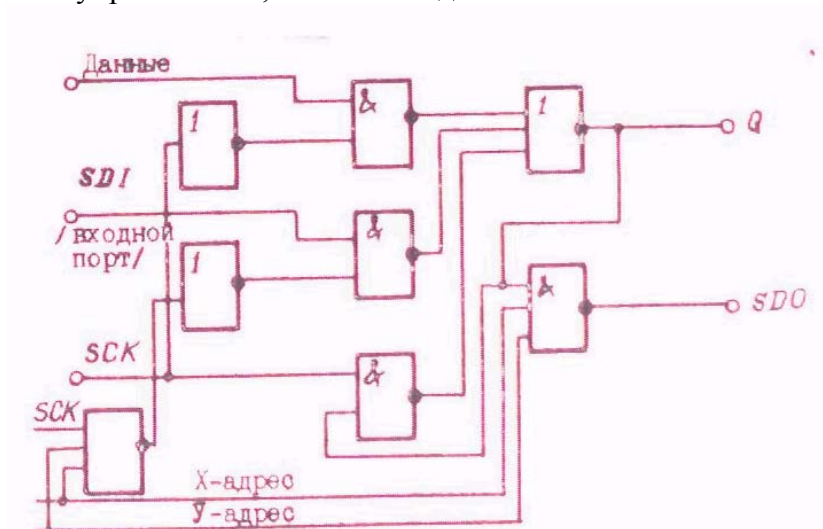 Данные
&
1
1
Q
SDI
/входной
порт/
&
1
&
SDO
SCK
&
SCK
X-адрес
У-адрес